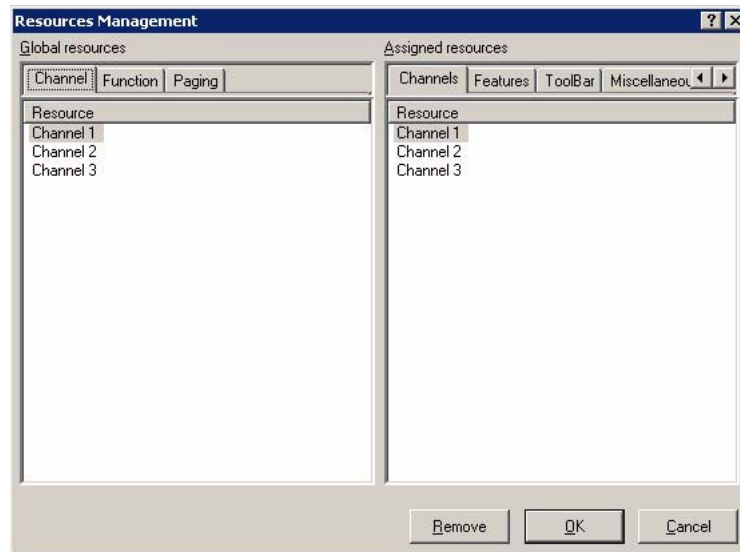 Resources Management
Global resources
Channel Function Paging
Resource
Channel 1
Channel 2
Channel 3
Assigned resources
Channels Features ToolBar Miscellaneou
Resource
Channel 1
Channel 2
Channel 3
Remove OK Cancel